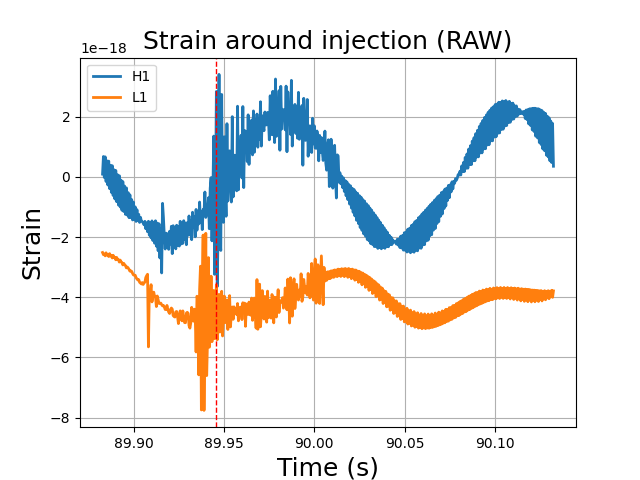 Strain around injection (RAW)
1e−18
H1
L1
2
0
−2
−4
−6
−8
Strain
89.90 89.95 90.00 90.05 90.10
Time (s)